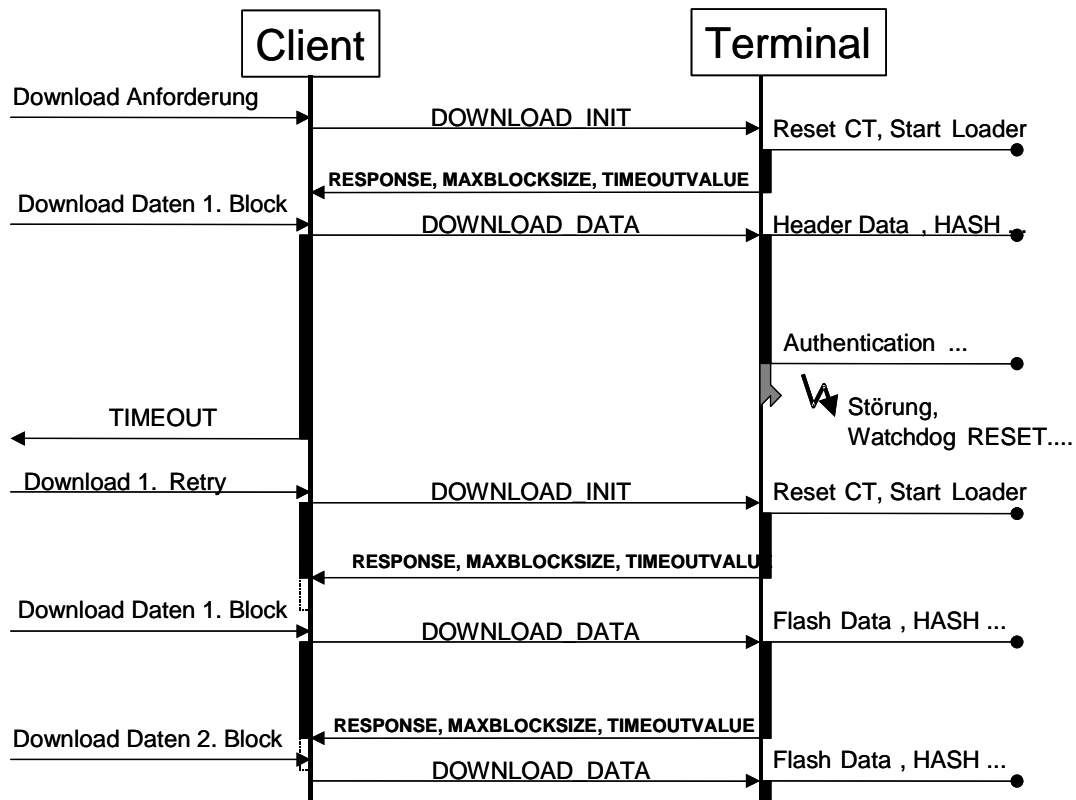 Client
Terminal
Download Anforderung
DOWNLOAD_INIT
Reset CT, Start Loader
RESPONSE, MAXBLOCKSIZE, TIMEOUTVALUE
Download Daten 1. Block
DOWNLOAD_DATA
Header Data , HASH ...
Authentication ...
Störung,
Watchdog RESET....
TIMEOUT
Download 1. Retry
DOWNLOAD_INIT
Reset CT, Start Loader
RESPONSE, MAXBLOCKSIZE, TIMEOUTVALUE
Download Daten 1. Block
DOWNLOAD_DATA
Flash Data , HASH ...
RESPONSE, MAXBLOCKSIZE, TIMEOUTVALUE
Download Daten 2. Block
DOWNLOAD_DATA
Flash Data , HASH ...